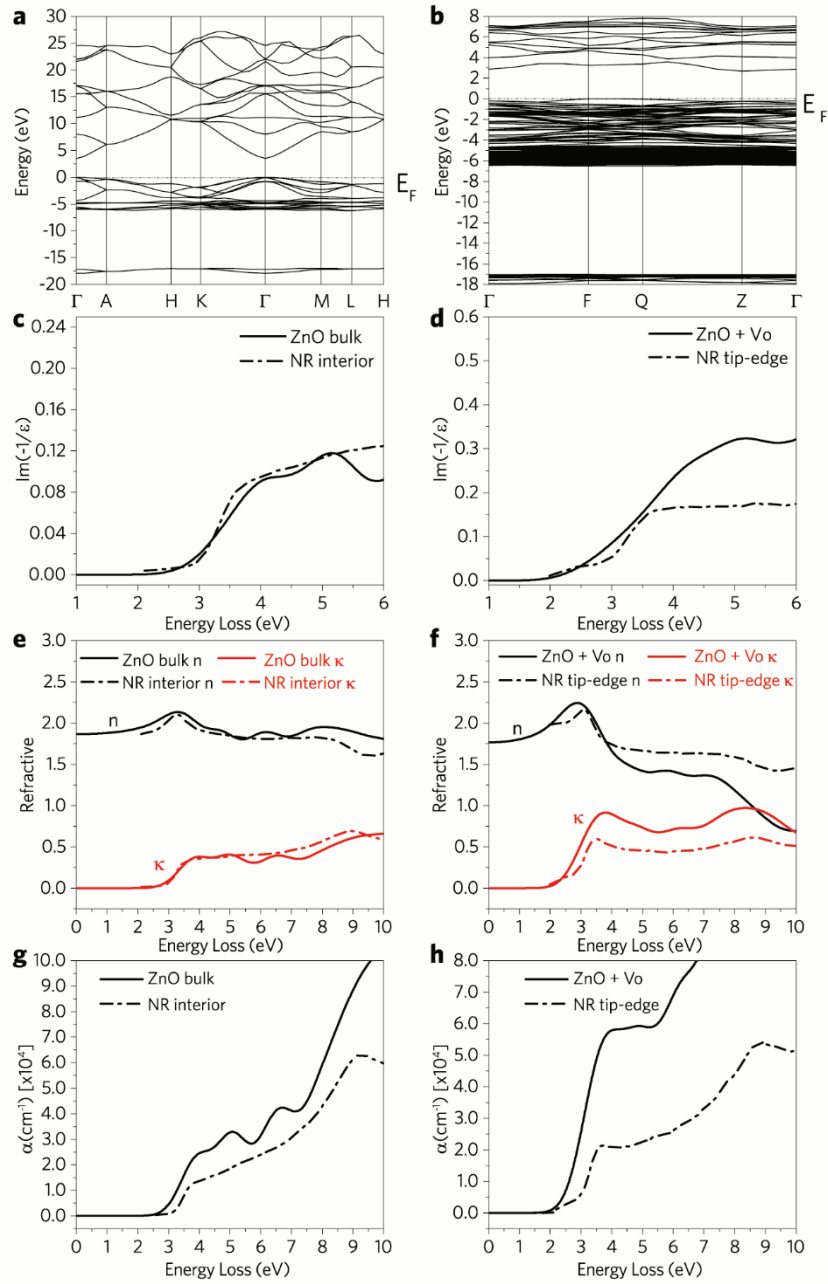 a
30
25
20
15
10
5
0
-5
-10
-15
-20
Energy (eV)
E_F
Γ A H K Γ M L H
b
8
6
4
2
0
-2
-4
-6
-8
-10
-12
-14
-16
-18
Energy (eV)
E_F
Γ F Q Z Γ
c
ZnO bulk
NR interior
0.24
0.18
0.12
0.06
0.00
Im(-1/ε)
1 2 3 4 5 6
Energy Loss (eV)
d
ZnO + Vo
NR tip-edge
0.6
0.5
0.3
0.2
0.0
Im(-1/ε)
1 2 3 4 5 6
Energy Loss (eV)
e
ZnO bulk n ZnO bulk κ
NR interior n NR interior κ
3.0
2.5
2.0
1.5
1.0
0.5
0.0
Refractive
n
κ
0 1 2 3 4 5 6 7 8 9 10
Energy Loss (eV)
f
ZnO + Vo n ZnO + Vo κ
NR tip-edge n NR tip-edge κ
3.0
2.5
2.0
1.5
1.0
0.5
0.0
Refractive
n
κ
0 1 2 3 4 5 6 7 8 9 10
Energy Loss (eV)
g
ZnO bulk
NR interior
10.0
9.0
8.0
7.0
6.0
5.0
4.0
3.0
2.0
1.0
0.0
α(cm⁻¹) [x10⁴]
0 1 2 3 4 5 6 7 8 9 10
Energy Loss (eV)
h
ZnO + Vo
NR tip-edge
8.0
7.0
6.0
5.0
4.0
3.0
2.0
1.0
0.0
α(cm⁻¹) [x10⁴]
0 1 2 3 4 5 6 7 8 9 10
Energy Loss (eV)